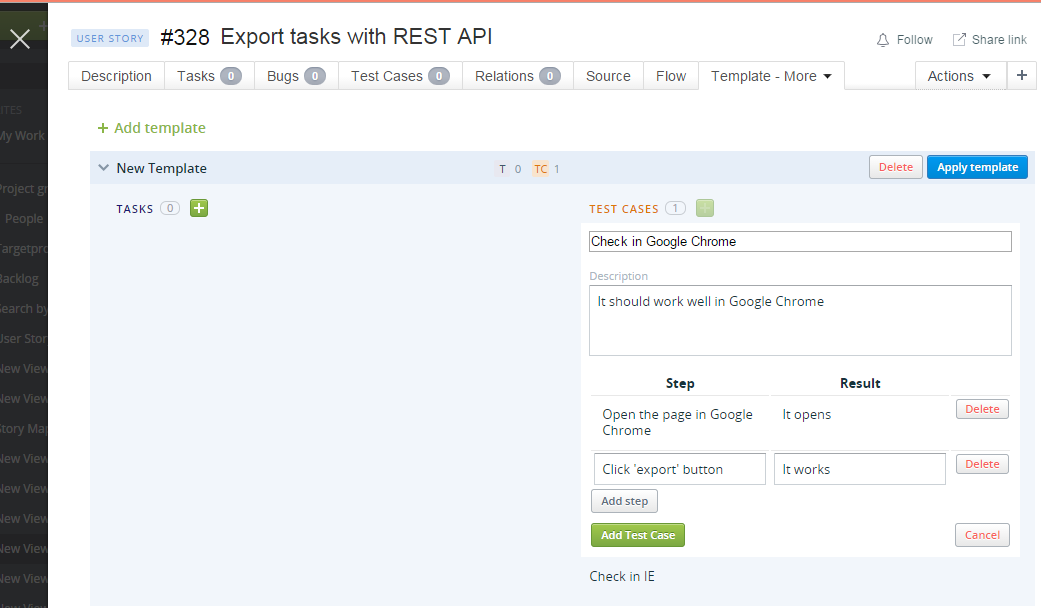 USER STORY #328 Export tasks with REST API
Follow Share link
Description Tasks 0 Bugs 0 Test Cases 0 Relations 0 Source Flow Template - More Actions +
ITES
My Work
Project gr
People
Targetpro
Backlog
Search by
User Stor
New View
New View
Story Map
New View
New View
New View
New View
New View
+ Add template
New Template T 0 TC 1 Delete Apply template
TASKS 0 +
TEST CASES 1 +
Check in Google Chrome
Description
It should work well in Google Chrome
Step Result
Open the page in Google It opens Delete
Chrome
Click 'export' button It works Delete
Add step
Add Test Case Cancel
Check in IE